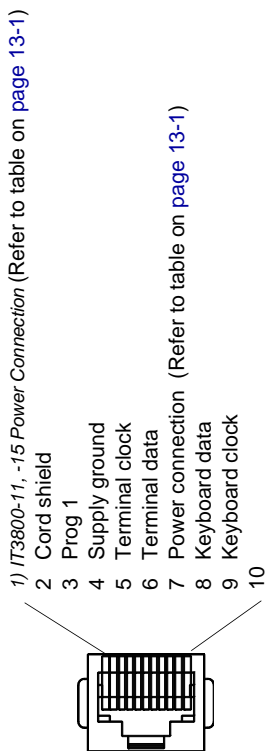 1) IT3800-11, -15 Power Connection (Refer to table on page 13-1)
2 Cord shield
3 Prog 1
4 Supply ground
5 Terminal clock
6 Terminal data
7 Power connection (Refer to table on page 13-1)
8 Keyboard data
9 Keyboard clock
10